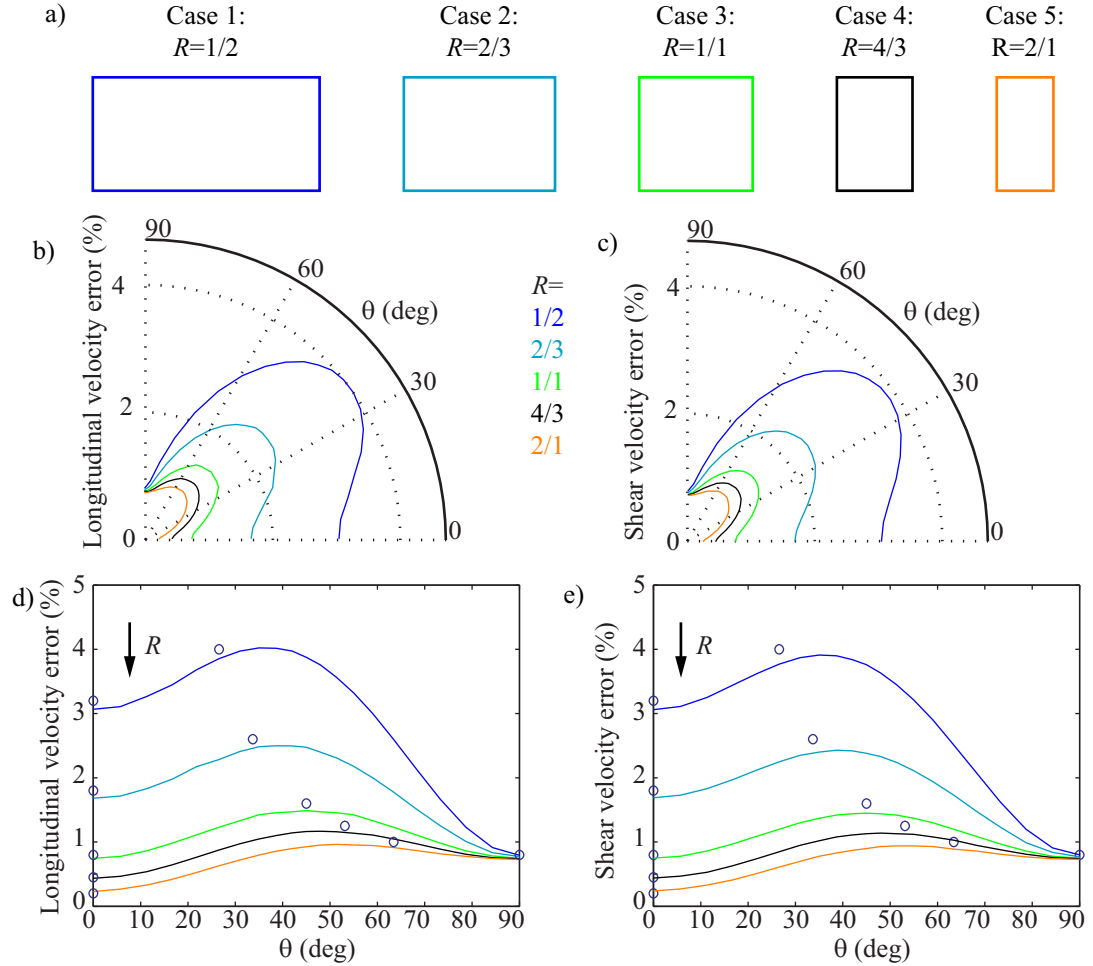 a)
Case 1:
R=1/2
Case 2:
R=2/3
Case 3:
R=1/1
Case 4:
R=4/3
Case 5:
R=2/1
b)
Longitudinal velocity error (%)
90
60
θ (deg)
30
0
4
2
0
R=
1/2
2/3
1/1
4/3
2/1
c)
Shear velocity error (%)
90
60
θ (deg)
30
0
4
2
0
d)
Longitudinal velocity error (%)
5
4
3
2
1
0
R
0 10 20 30 40 50 60 70 80 90
θ (deg)
e)
Shear velocity error (%)
5
4
3
2
1
0
R
0 10 20 30 40 50 60 70 80 90
θ (deg)